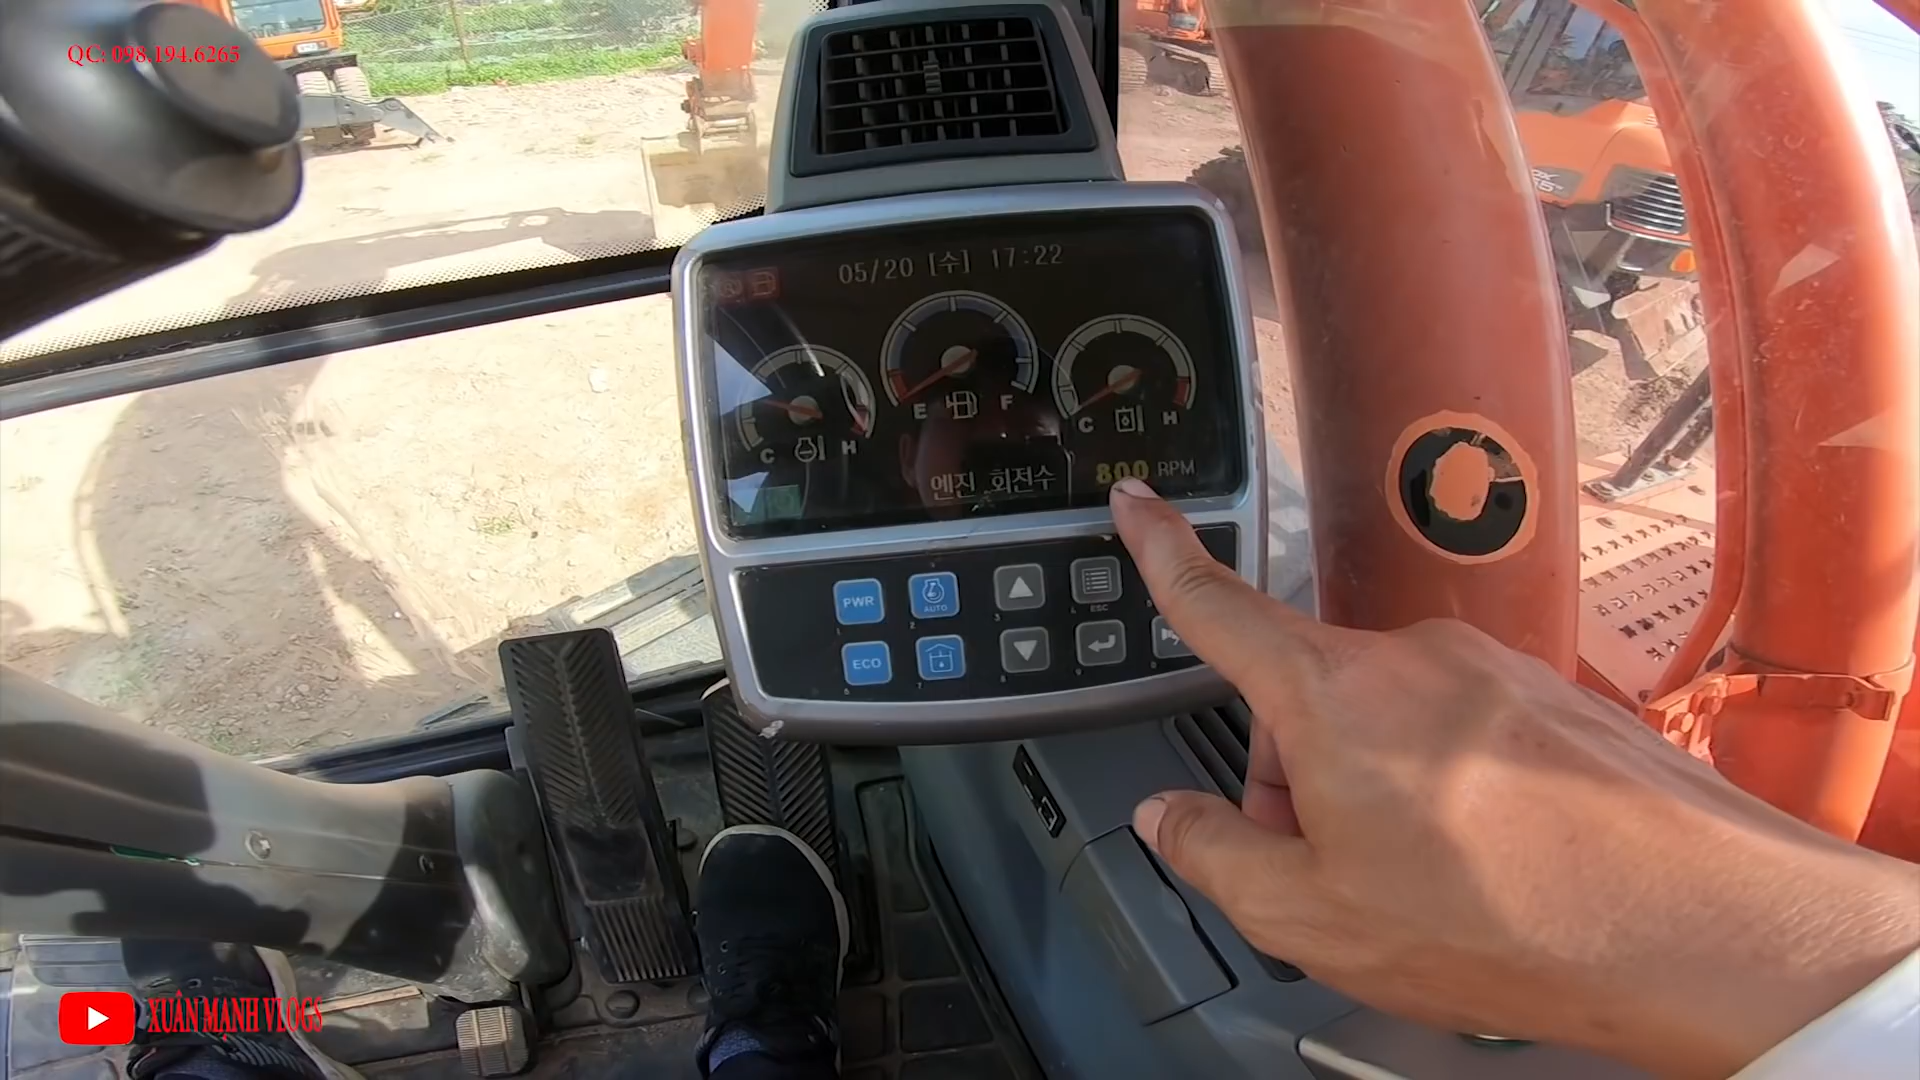 QC: 098.194.6265
05/20 [수] 17:22
E F
C H
C H
엔진 회전수 800 RPM
PWR
AUTO
ESC
ECO
XUÂN MẠNH VLOGS